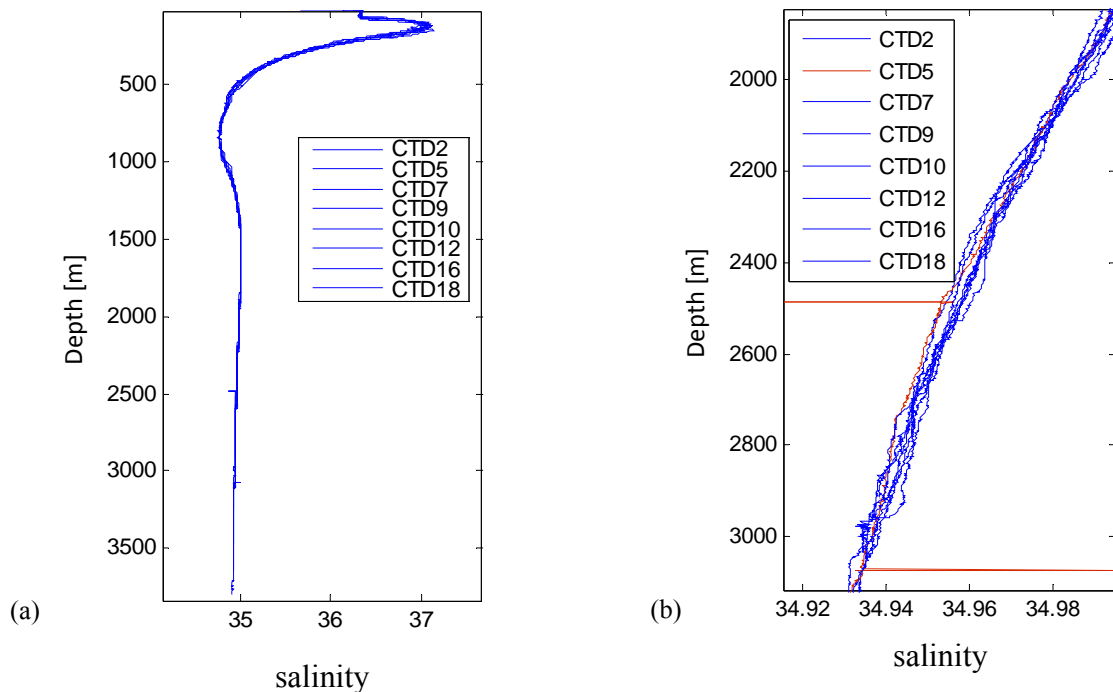 500
1000
1500
2000
2500
3000
3500
Depth [m]
CTD2
CTD5
CTD7
CTD9
CTD10
CTD12
CTD16
CTD18
35
36
37
(a)
salinity
CTD2
CTD5
CTD7
CTD9
CTD10
CTD12
CTD16
CTD18
2000
2200
2400
2600
2800
3000
Depth [m]
34.92
34.94
34.96
34.98
(b)
salinity